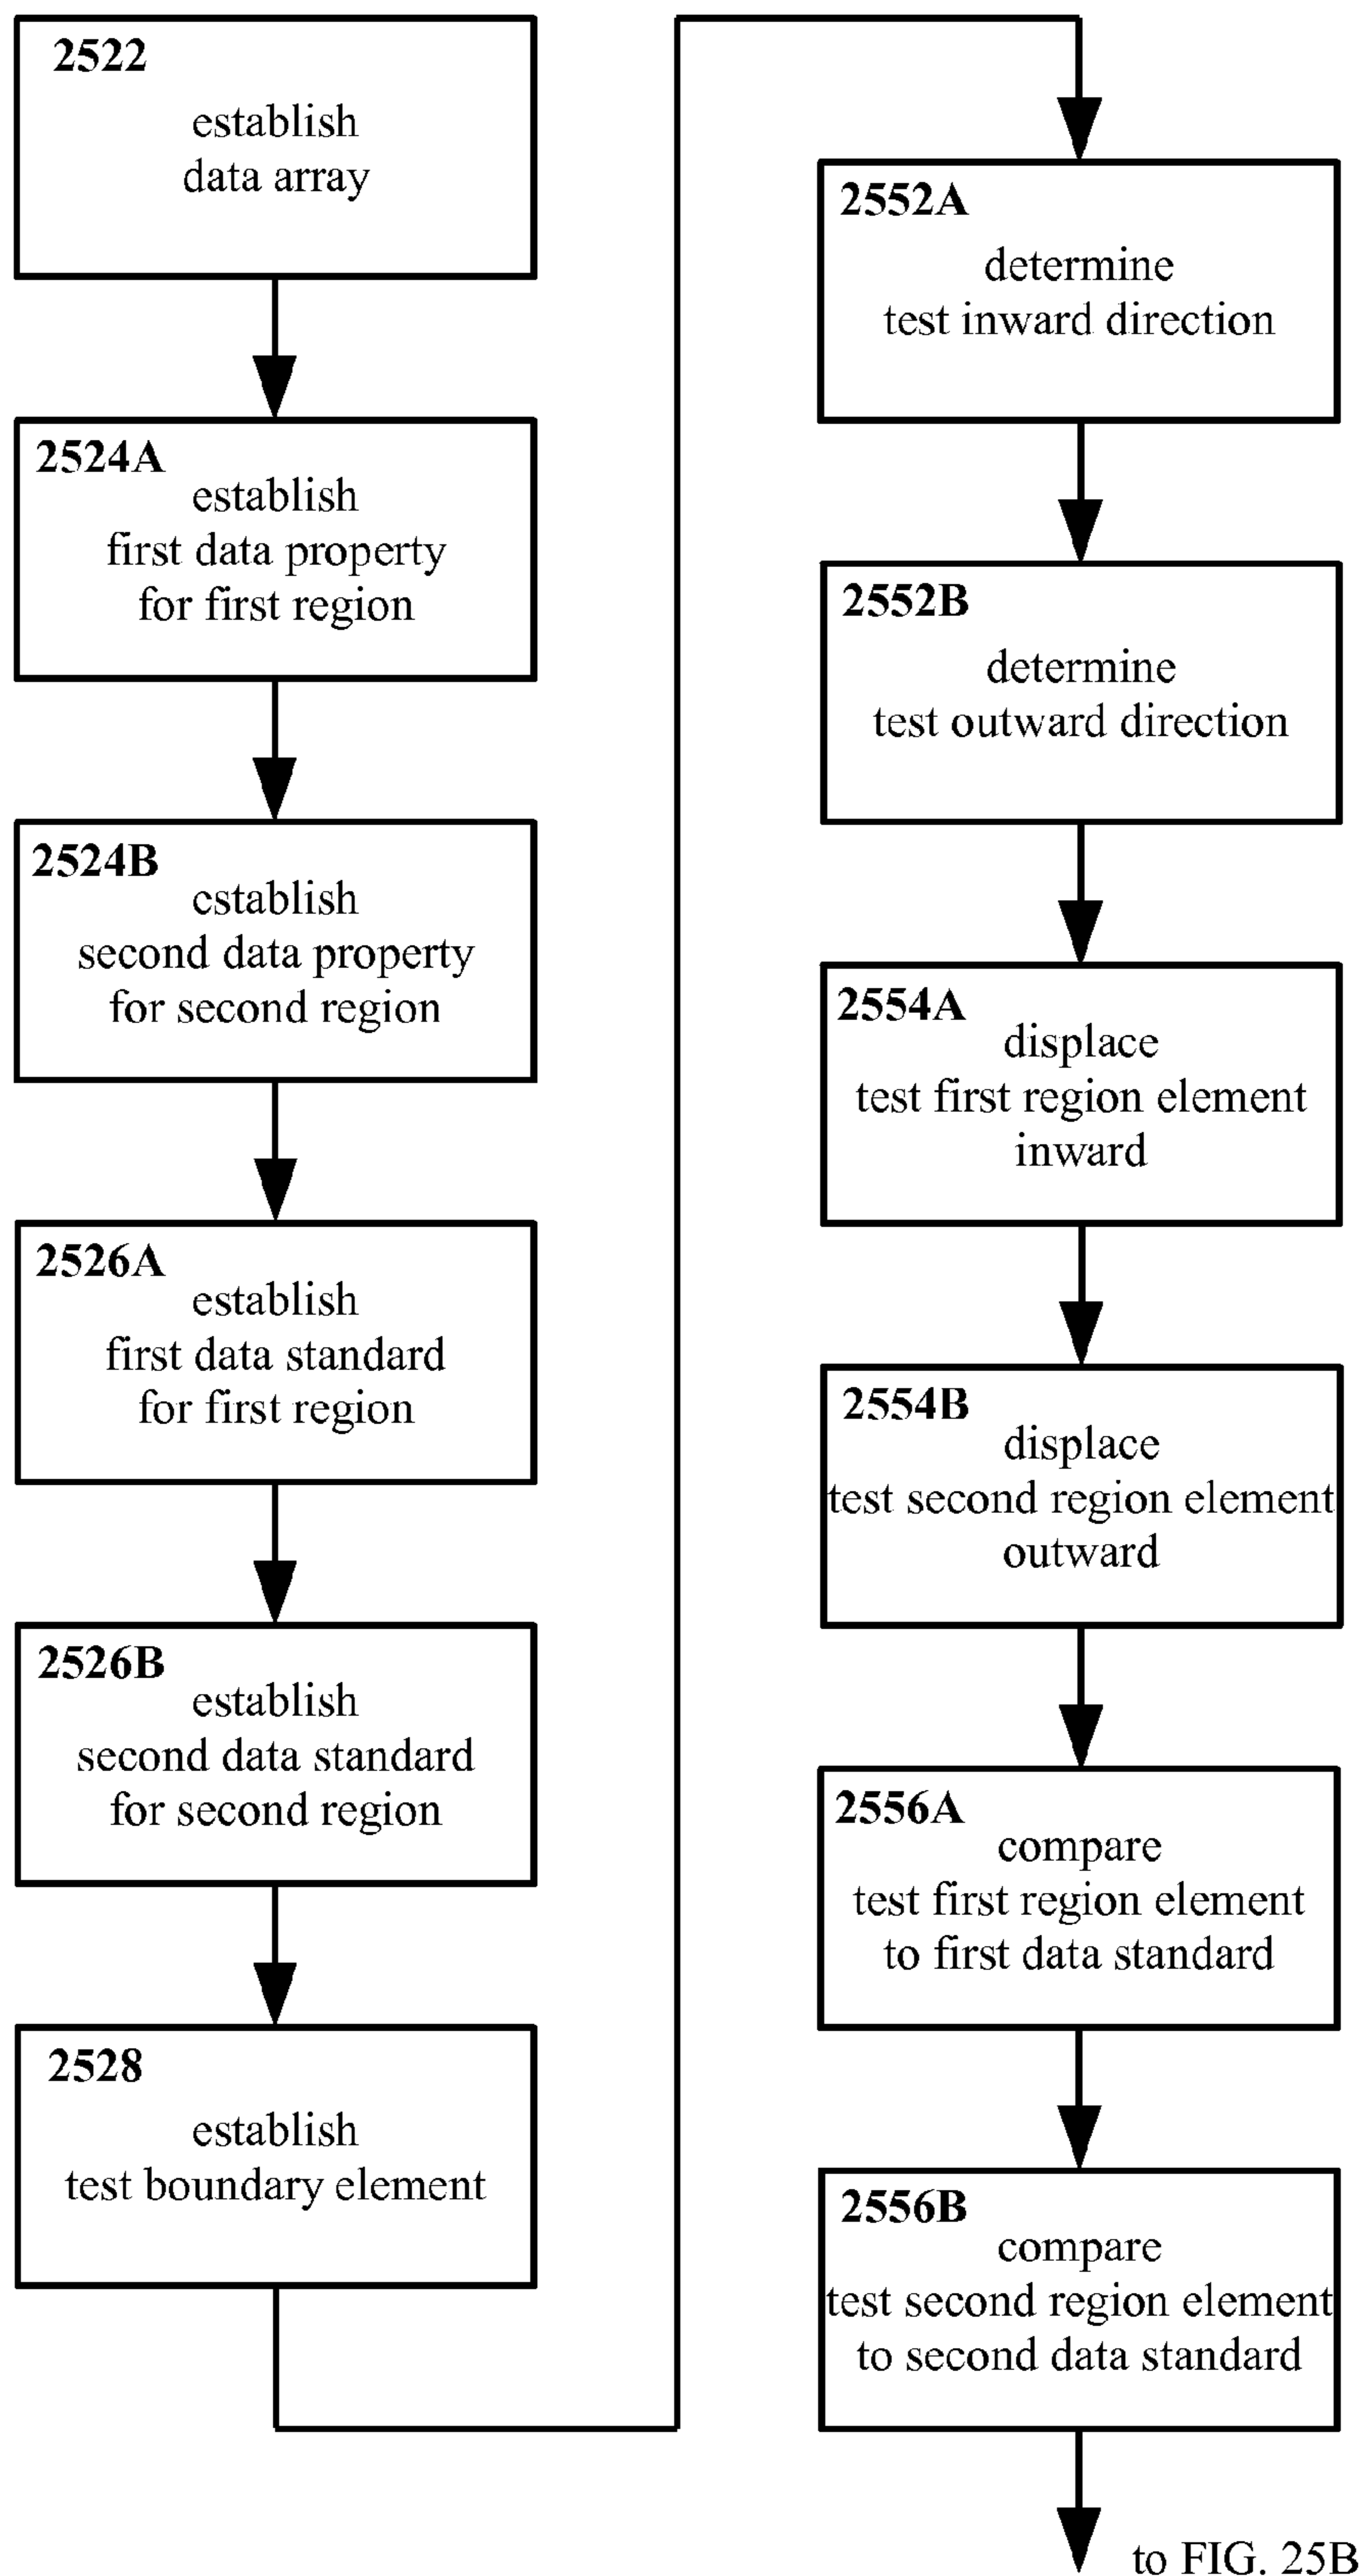 2522
establish
data array
2524A
establish
first data property
for first region
2524B
establish
second data property
for second region
2526A
establish
first data standard
for first region
2526B
establish
second data standard
for second region
2528
establish
test boundary element
2552A
determine
test inward direction
2552B
determine
test outward direction
2554A
displace
test first region element
inward
2554B
displace
test second region element
outward
2556A
compare
test first region element
to first data standard
2556B
compare
test second region element
to second data standard
to FIG. 25B